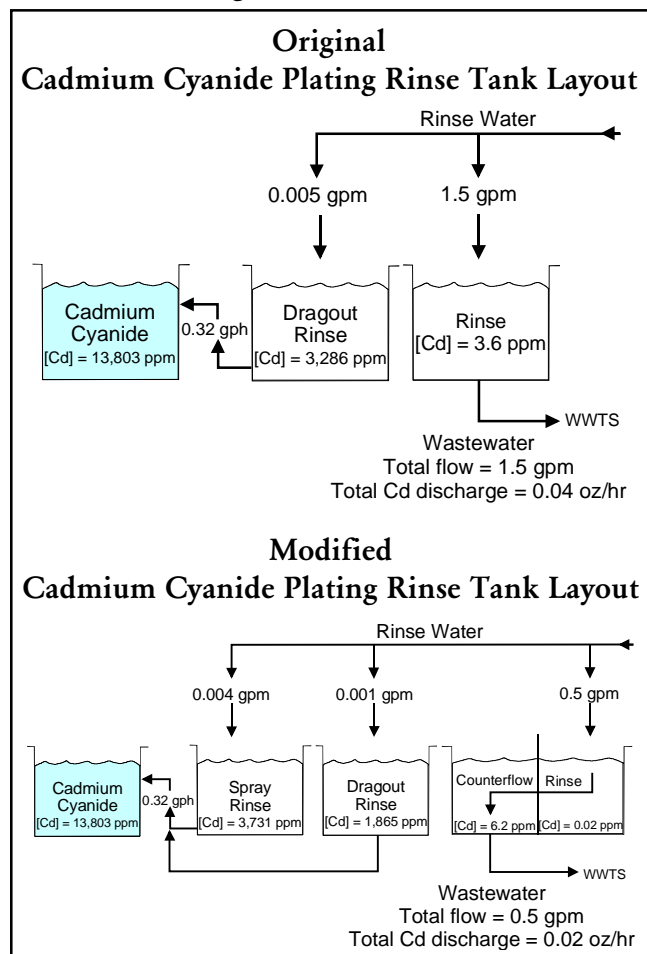 Original
Cadmium Cyanide Plating Rinse Tank Layout
Rinse Water
0.005 gpm
1.5 gpm
Cadmium
Cyanide
[Cd] = 13,803 ppm
0.32 gph
Dragout
Rinse
[Cd] = 3,286 ppm
Rinse
[Cd] = 3.6 ppm
WWTS
Wastewater
Total flow = 1.5 gpm
Total Cd discharge = 0.04 oz/hr
Modified
Cadmium Cyanide Plating Rinse Tank Layout
Rinse Water
0.004 gpm
0.001 gpm
0.5 gpm
Cadmium
Cyanide
[Cd] = 13,803 ppm
0.32 gph
Spray
Rinse
[Cd] = 3,731 ppm
Dragout
Rinse
[Cd] = 1,865 ppm
Counterflow Rinse
[Cd] = 6.2 ppm [Cd] = 0.02 ppm
WWTS
Wastewater
Total flow = 0.5 gpm
Total Cd discharge = 0.02 oz/hr